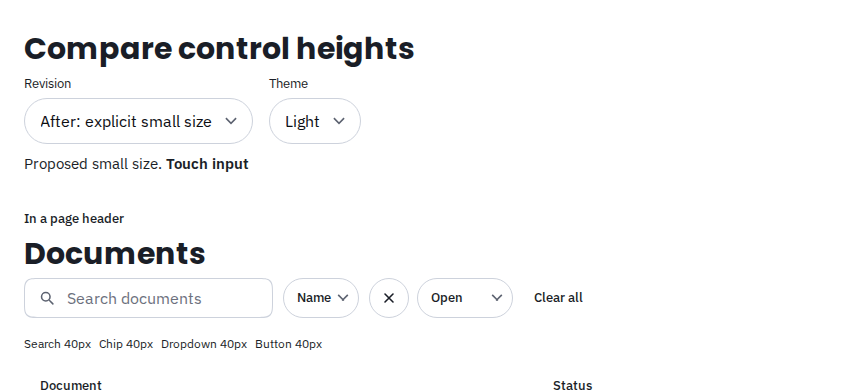 Compare control heights
Revision Theme
After: explicit small size Light
Proposed small size. Touch input
In a page header
Documents
Search documents Name Open Clear all
Search 40px Chip 40px Dropdown 40px Button 40px
Document Status